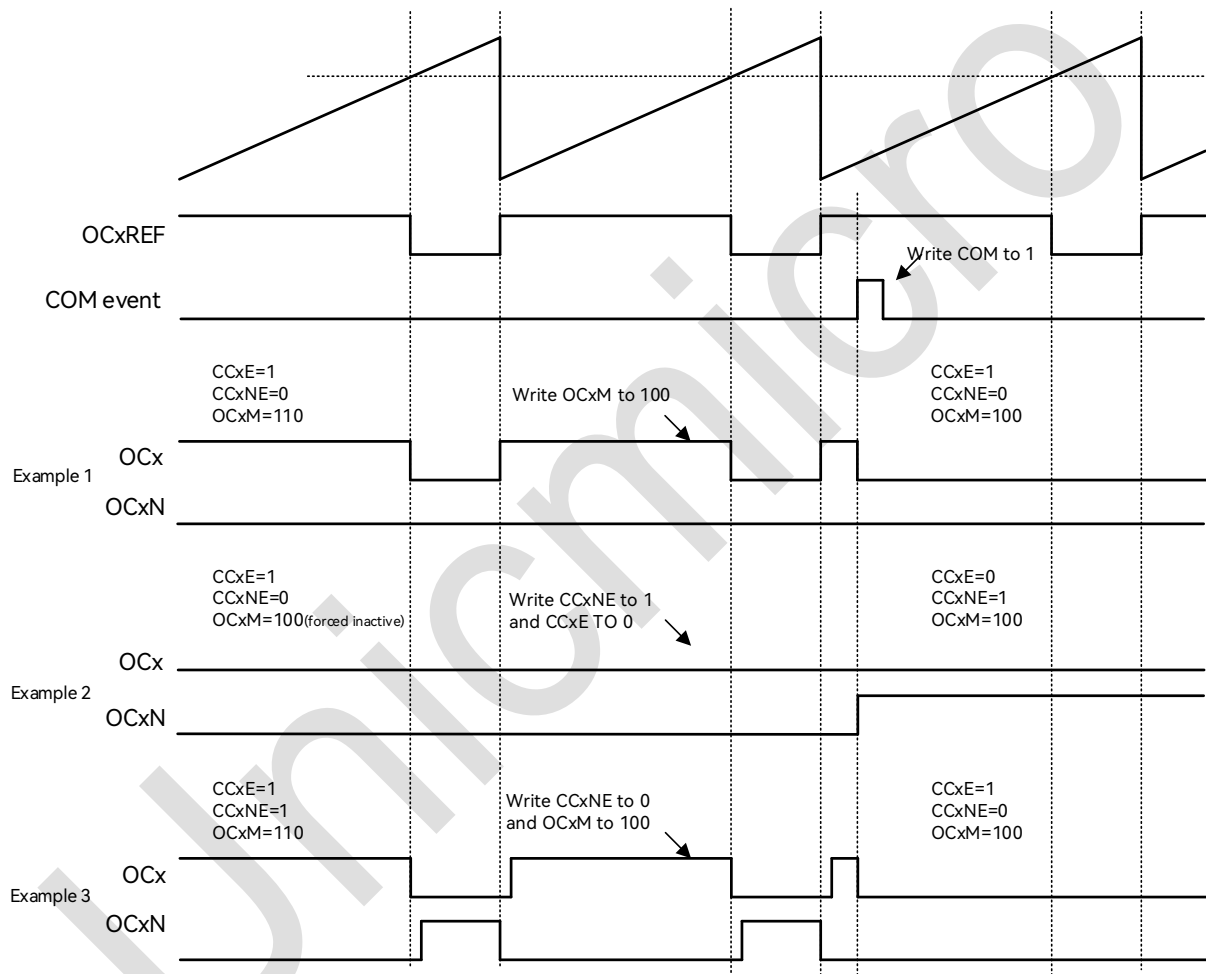 OCxREF
Write COM to 1
COM event
CCxE=1
CCxNE=0
OCxM=110
Write OCxM to 100
CCxE=1
CCxNE=0
OCxM=100
OCx
Example 1
OCxN
CCxE=1
CCxNE=0
OCxM=100(forced inactive)
Write CCxNE to 1
and CCxE TO 0
CCxE=0
CCxNE=1
OCxM=100
OCx
Example 2
OCxN
CCxE=1
CCxNE=1
OCxM=110
Write CCxNE to 0
and OCxM to 100
CCxE=1
CCxNE=0
OCxM=100
OCx
Example 3
OCxN
Unicmicro